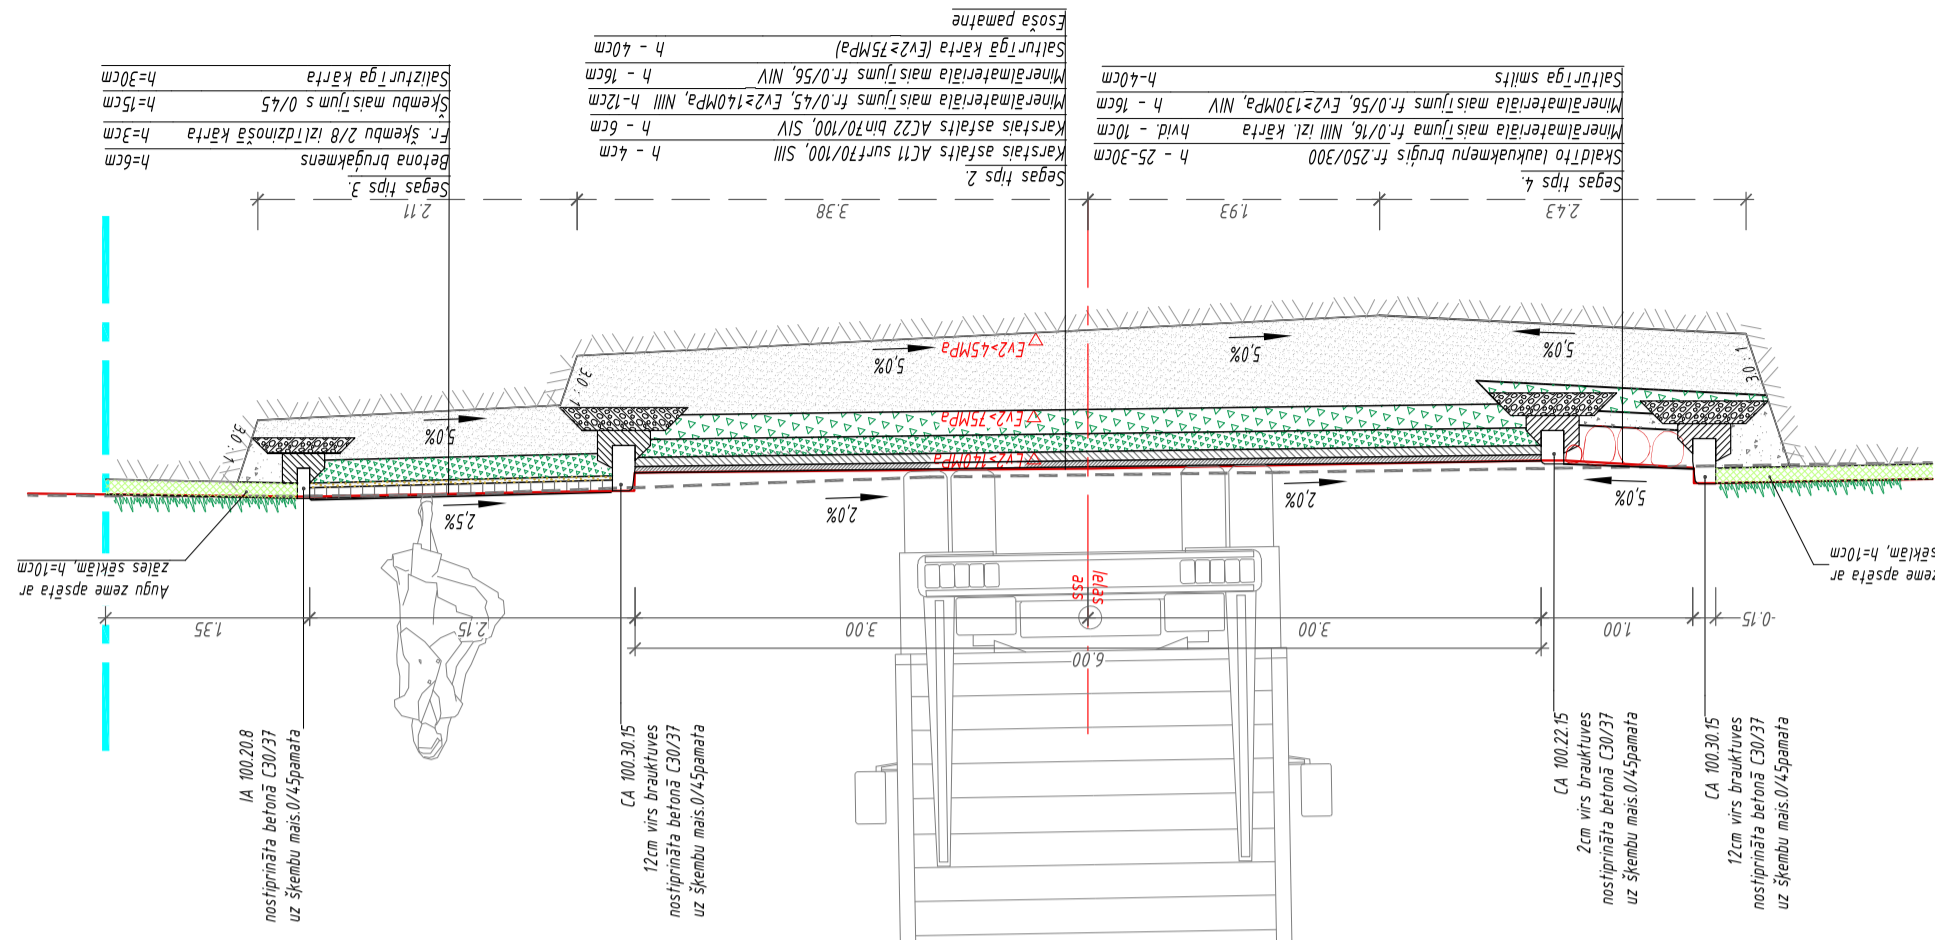 CA 100.30.15
12cm virs brauktuves
nostiprināta betonā C30/37
uz šķembu mais.0/45pamata
CA 100.22.15
2cm virs brauktuves
nostiprināta betonā C30/37
uz šķembu mais.0/45pamata
CA 100.30.15
12cm virs brauktuves
nostiprināta betonā C30/37
uz šķembu mais.0/45pamata
IA 100.20.8
nostiprināta betonā C30/37
uz šķembu mais.0/45pamata
6.00
-0.15-
1.00
3.00
3.00
2.15
1.35
Ielas
ass
zeme apsēta ar
sēklām, h=10cm
Augu zeme apsēta ar
zāles sēklām, h=10cm
5,0%
2,0%
2,0%
2,5%
Ev2>140MPa
Ev2>75MPa
5,0%
3.0:1
3.0:1
3.0:1
5,0%
5,0%
Ev2>45MPa
5,0%
2.43
1.93
3.38
2.11
Segas tips 4.
Skaldīto laukakmeņu bruģis fr.250/300 h - 25-30cm
Minerālmateriāla maisījums fr.0/16, NIII izl. kārta hvid. - 10cm
Minerālmateriāla maisījums fr.0/56, Ev2≥130MPa, NIV h - 16cm
Salturīga smilts h-40cm
Segas tips 2.
Karstais asfalts AC11 surf70/100, SIII h - 4cm
Karstais asfalts AC22 bin70/100, SIV h - 6cm
Minerālmateriāla maisījums fr.0/45, Ev2≥140MPa, NIII h-12cm
Minerālmateriāla maisījums fr.0/56, NIV h - 16cm
Salturīgā kārta (Ev2≥75MPa) h - 40cm
Esošā pamatne
Segas tips 3.
Betona bruģakmens h=6cm
Fr. šķembu 2/8 izlīdzinošā kārta h=3cm
Šķembu maisījums 0/45 h=15cm
Salizturīga kārta h=30cm